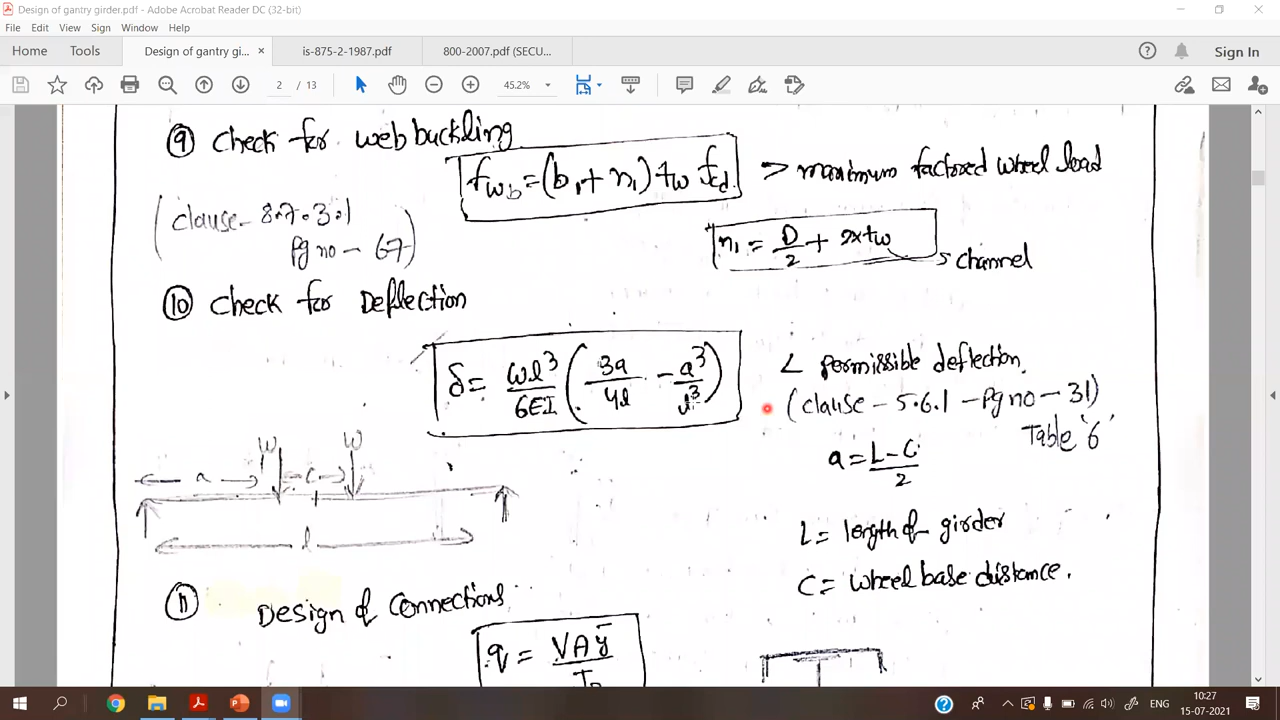 Design of gantry girder.pdf - Adobe Acrobat Reader DC (32-bit)
File Edit View Sign Window Help
Home Tools Design of gantry gi... × is-875-2-1987.pdf 800-2007.pdf (SECU... Sign In
2 / 13 45.2%
⑨ Check for web buckling
fwb = (b1 + n1) tw fcd > maximum factored wheel load
(clause - 8.7.3.1
Pg no - 67)
n1 = D/2 + 2xtw → channel
⑩ Check for Deflection
δ = Wl³/6EI (3a/4l - a³/l³) < permissible deflection.
(clause - 5.6.1 - Pg no - 31)
Table '6'
a = L-C/2
W W
a c
l
L = length of girder
C = wheel base distance.
⑪ Design of Connections
q = VAȳ
10:27
ENG
15-07-2021